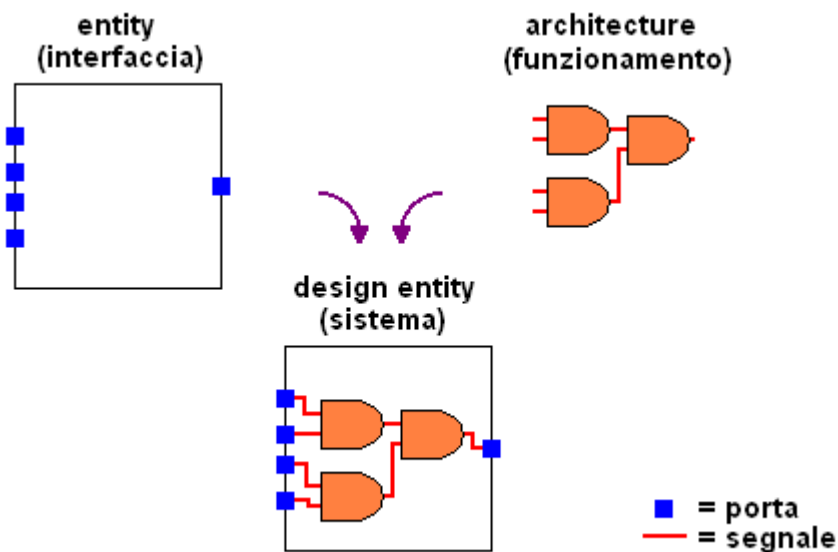 entity
(interfaccia)
architecture
(funzionamento)
design entity
(sistema)
= porta
= segnale